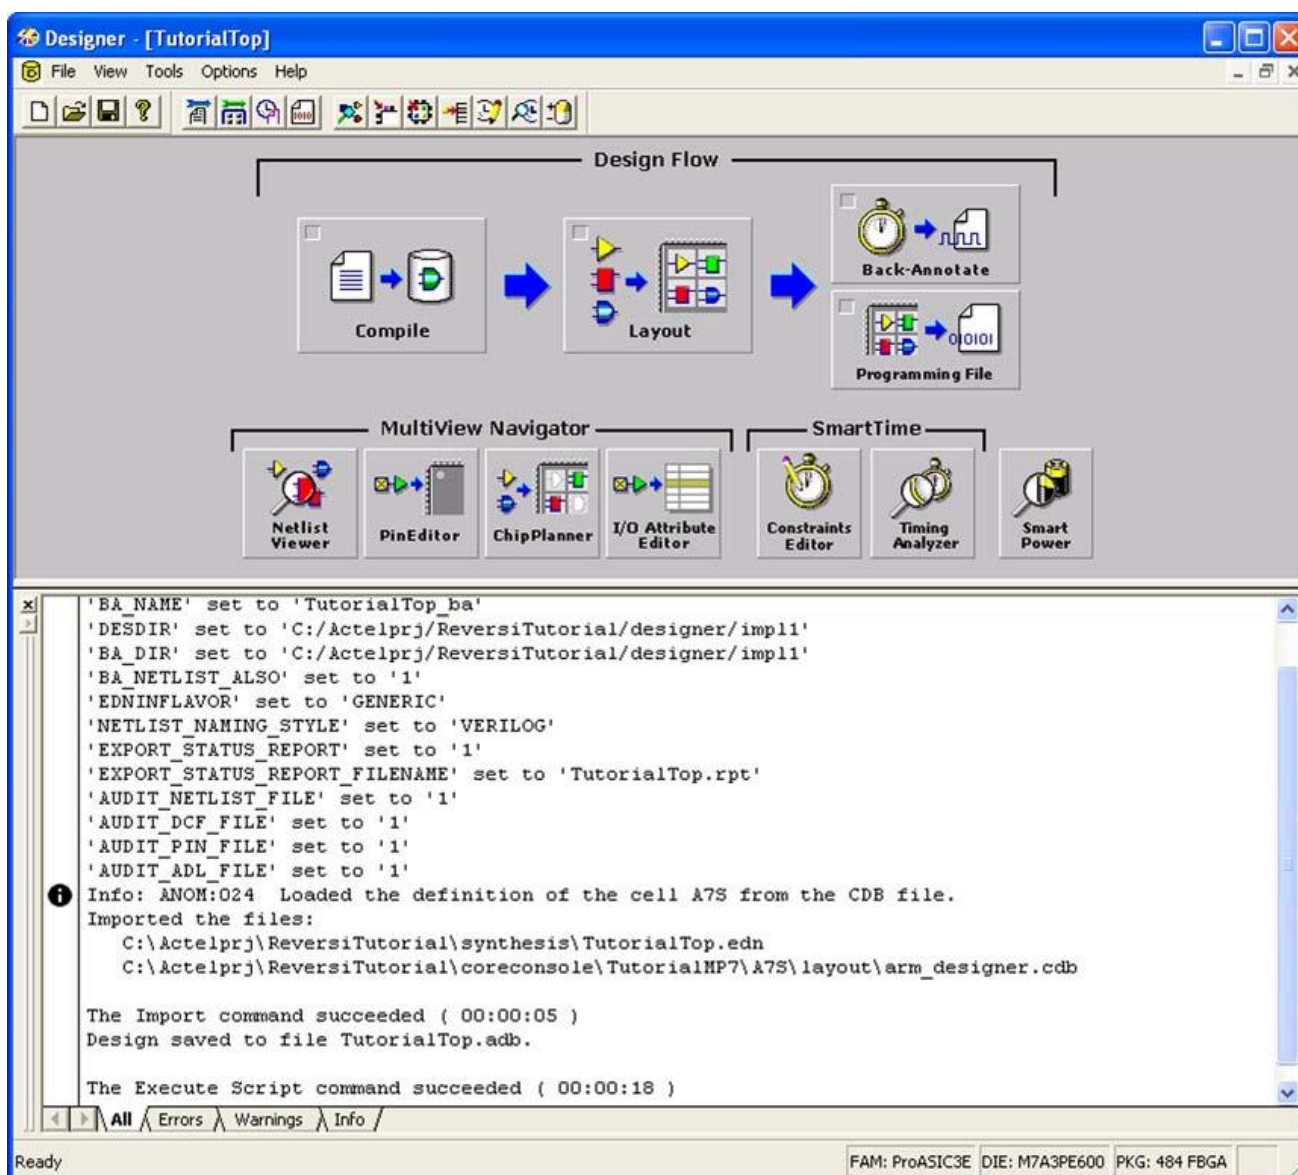 Designer - [TutorialTop]
File View Tools Options Help
Design Flow
Compile
Layout
Back-Annotate
010101
Programming File
MultiView Navigator
SmartTime
Netlist Viewer
PinEditor
ChipPlanner
I/O Attribute Editor
Constraints Editor
Timing Analyzer
Smart Power
'BA_NAME' set to 'TutorialTop_ba'
'DESDIR' set to 'C:/Actelprj/ReversiTutorial/designer/impl1'
'BA_DIR' set to 'C:/Actelprj/ReversiTutorial/designer/impl1'
'BA_NETLIST_ALSO' set to '1'
'EDNINFLAVOR' set to 'GENERIC'
'NETLIST_NAMING_STYLE' set to 'VERILOG'
'EXPORT_STATUS_REPORT' set to '1'
'EXPORT_STATUS_REPORT_FILENAME' set to 'TutorialTop.rpt'
'AUDIT_NETLIST_FILE' set to '1'
'AUDIT_DCF_FILE' set to '1'
'AUDIT_PIN_FILE' set to '1'
'AUDIT_ADL_FILE' set to '1'
Info: ANOM:024 Loaded the definition of the cell A7S from the CDB file.
Imported the files:
C:\Actelprj\ReversiTutorial\synthesis\TutorialTop.edn
C:\Actelprj\ReversiTutorial\coreconsole\TutorialMP7\A7S\layout\arm_designer.cdb
The Import command succeeded ( 00:00:05 )
Design saved to file TutorialTop.adb.
The Execute Script command succeeded ( 00:00:18 )
All Errors Warnings Info
Ready FAM: ProASIC3E DIE: M7A3PE600 PKG: 484 FBGA